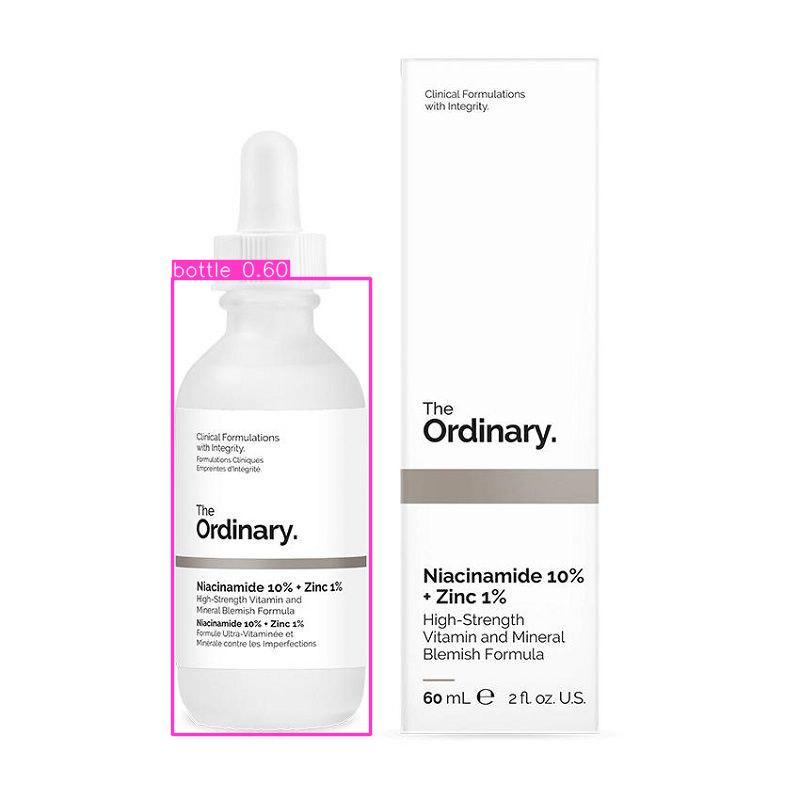 bottle 0.60
Clinical Formulations
with Integrity.
Formulations Cliniques
Empreintes d'Intégrité.
The
Ordinary.
Niacinamide 10% + Zinc 1%
High-Strength Vitamin and
Mineral Blemish Formula
Niacinamide 10% + Zinc 1%
Formule Ultra-Vitaminée et
Minérale contre les Imperfections
Clinical Formulations
with Integrity.
The
Ordinary.
Niacinamide 10%
+ Zinc 1%
High-Strength
Vitamin and Mineral
Blemish Formula
60 mL ℮ 2 fl. oz. U.S.